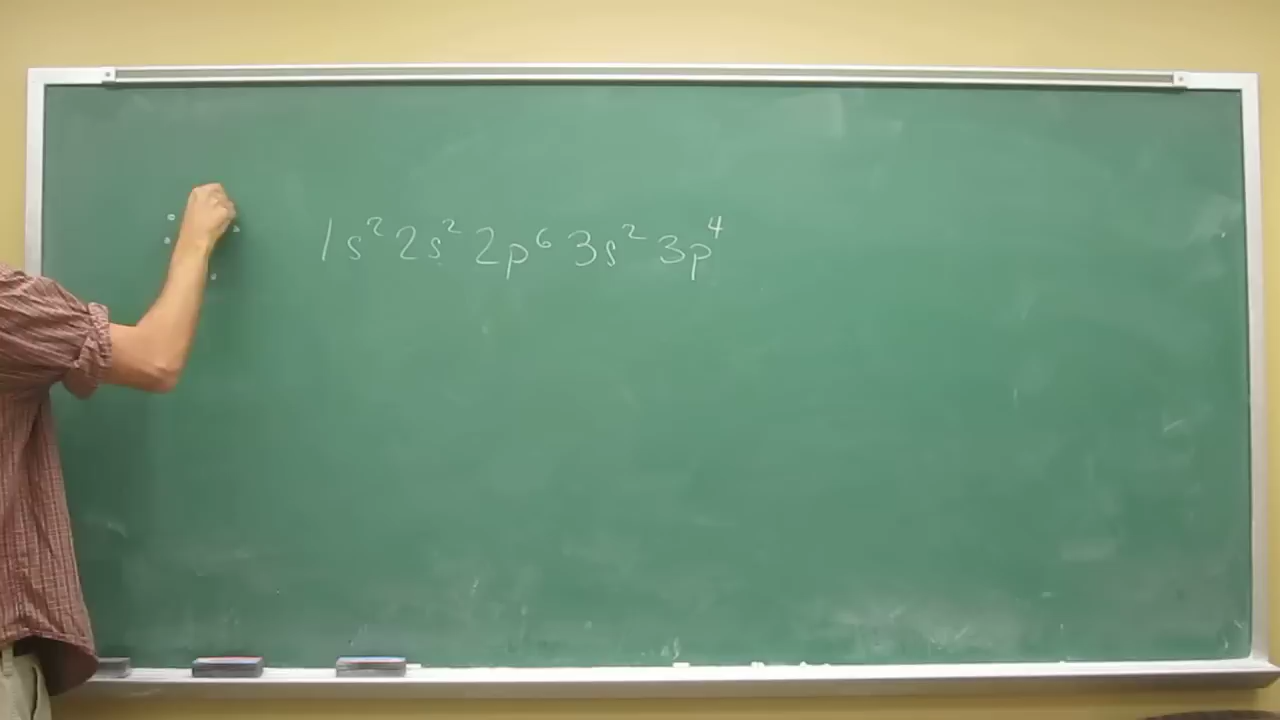 1s² 2s² 2p⁶ 3s² 3p⁴